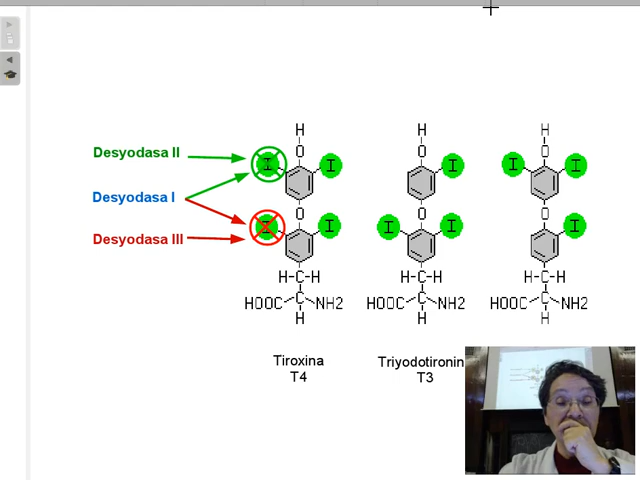 Desyodasa II
Desyodasa I
Desyodasa III
H
O
I
I
O
I
I
H-C-H
HOOC-C-NH2
H
Tiroxina
T4
H
O
I
O
I
I
H-C-H
HOOC-C-NH2
H
Triyodotironin
T3
H
O
I
I
O
I
H-C-H
HOOC-C-NH2
H